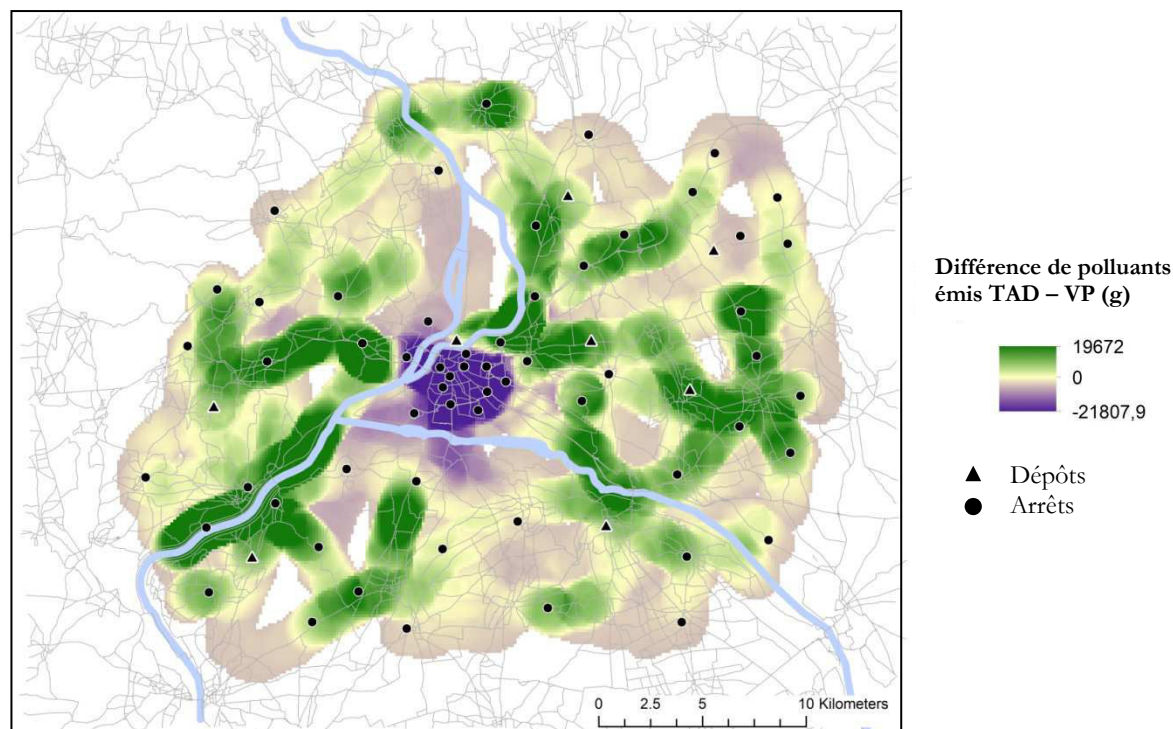 Différence de polluants
émis TAD – VP (g)
19672
0
-21807,9
Dépôts
Arrêts
0 2.5 5 10 Kilometers